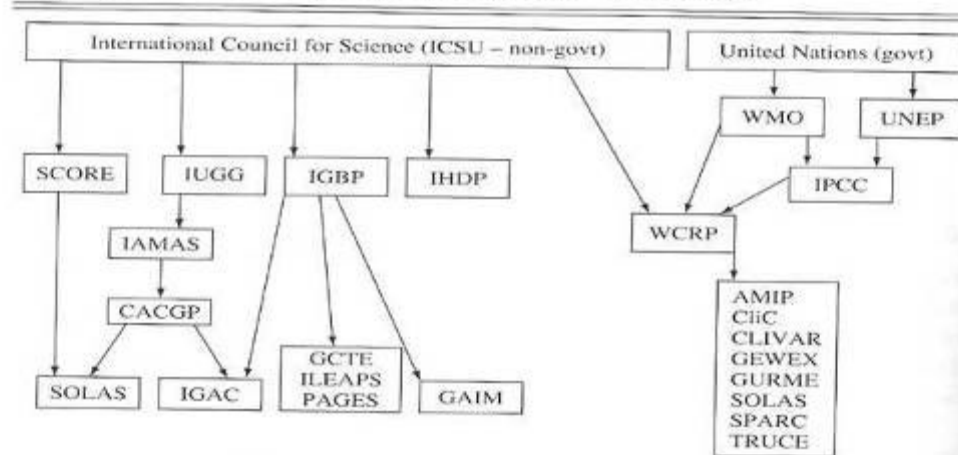 International Council for Science (ICSU – non-govt)
United Nations (govt)
WMO
UNEP
SCORE
IUGG
IGBP
IHDP
IPCC
WCRP
IAMAS
CACGP
SOLAS
IGAC
GCTE
ILEAPS
PAGES
GAIM
AMIP
CliC
CLIVAR
GEWEX
GURME
SOLAS
SPARC
TRUCE